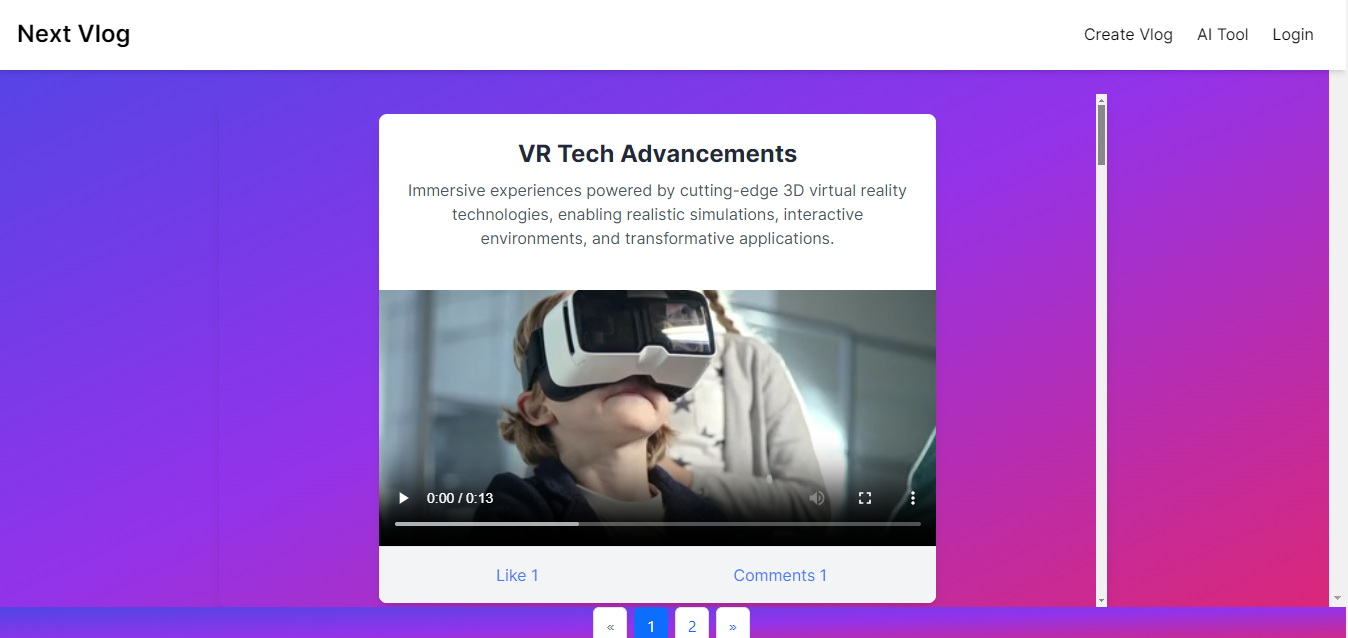 Next Vlog
Create Vlog AI Tool Login
VR Tech Advancements
Immersive experiences powered by cutting-edge 3D virtual reality
technologies, enabling realistic simulations, interactive
environments, and transformative applications.
0:00 / 0:13
Like 1 Comments 1
« 1 2 »